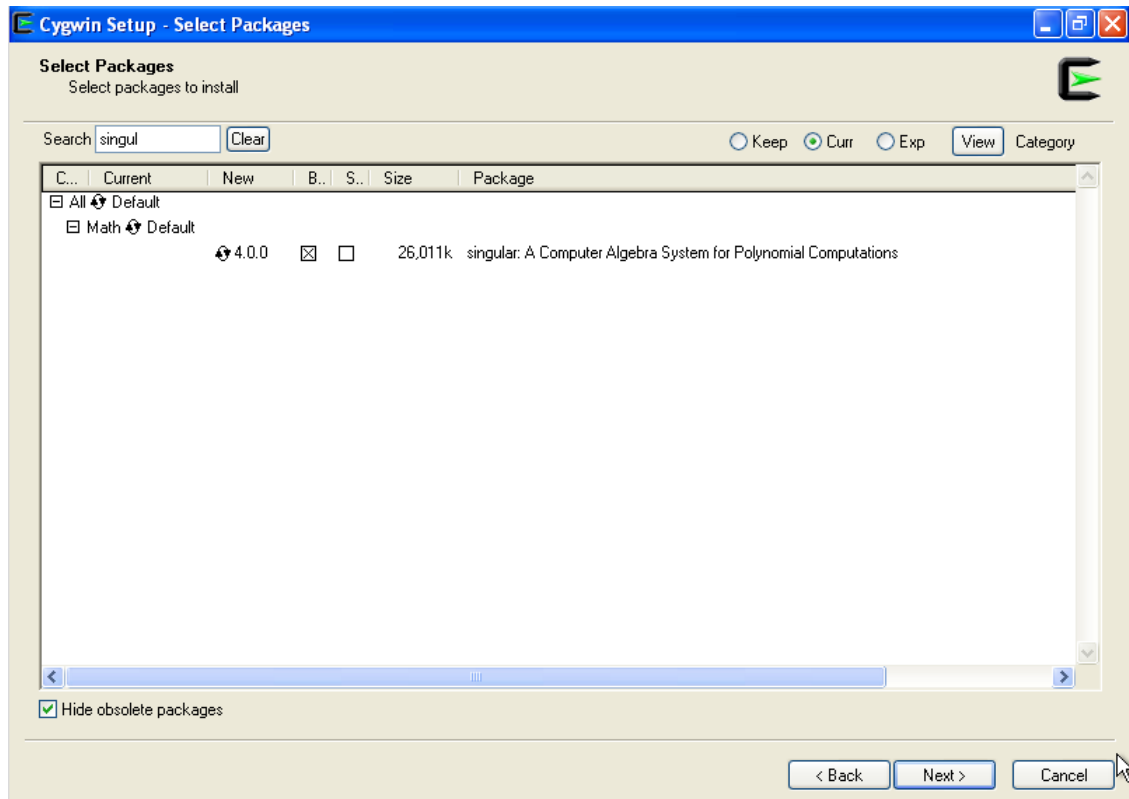 Cygwin Setup - Select Packages
Select Packages
Select packages to install
Search singul Clear Keep Curr Exp View Category
C... Current New B.. S.. Size Package
All Default
Math Default
4.0.0 26,011k singular: A Computer Algebra System for Polynomial Computations
Hide obsolete packages
< Back Next > Cancel